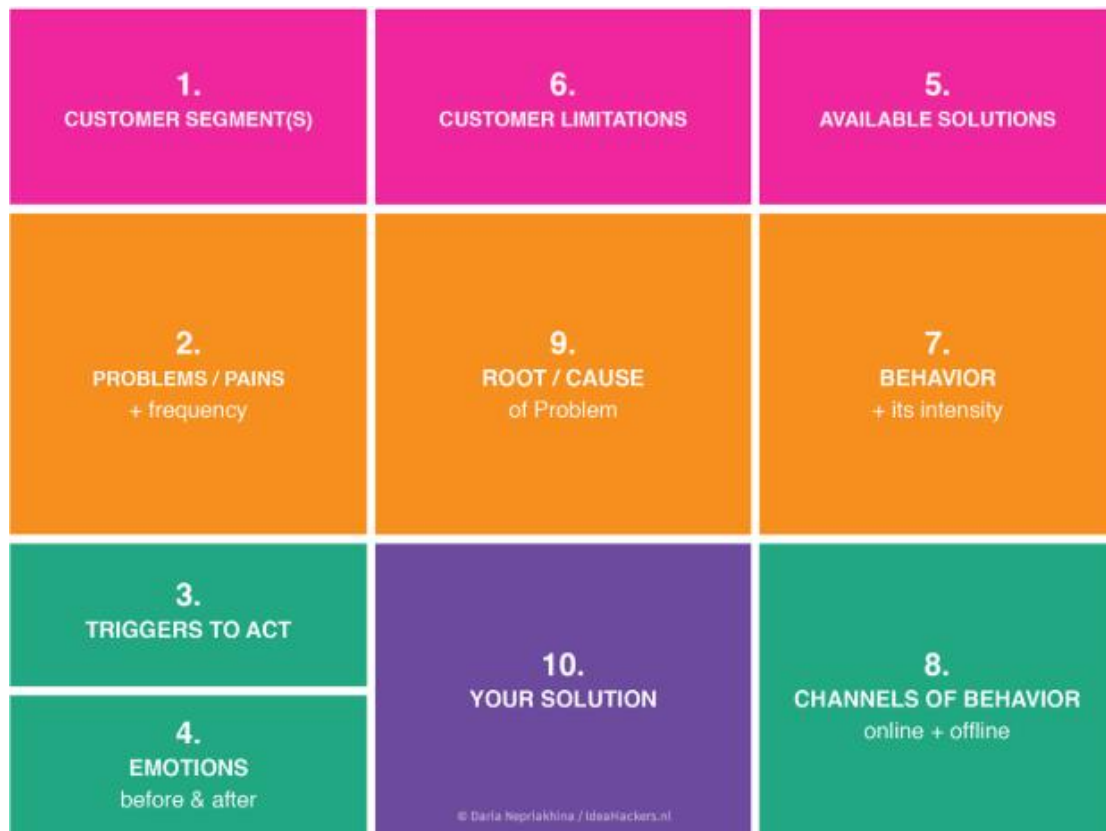 1.
CUSTOMER SEGMENT(S)
6.
CUSTOMER LIMITATIONS
5.
AVAILABLE SOLUTIONS
2.
PROBLEMS / PAINS
+ frequency
9.
ROOT / CAUSE
of Problem
7.
BEHAVIOR
+ its intensity
3.
TRIGGERS TO ACT
4.
EMOTIONS
before & after
10.
YOUR SOLUTION
© Daria Nepriakhina / IdeaHackers.nl
8.
CHANNELS OF BEHAVIOR
online + offline